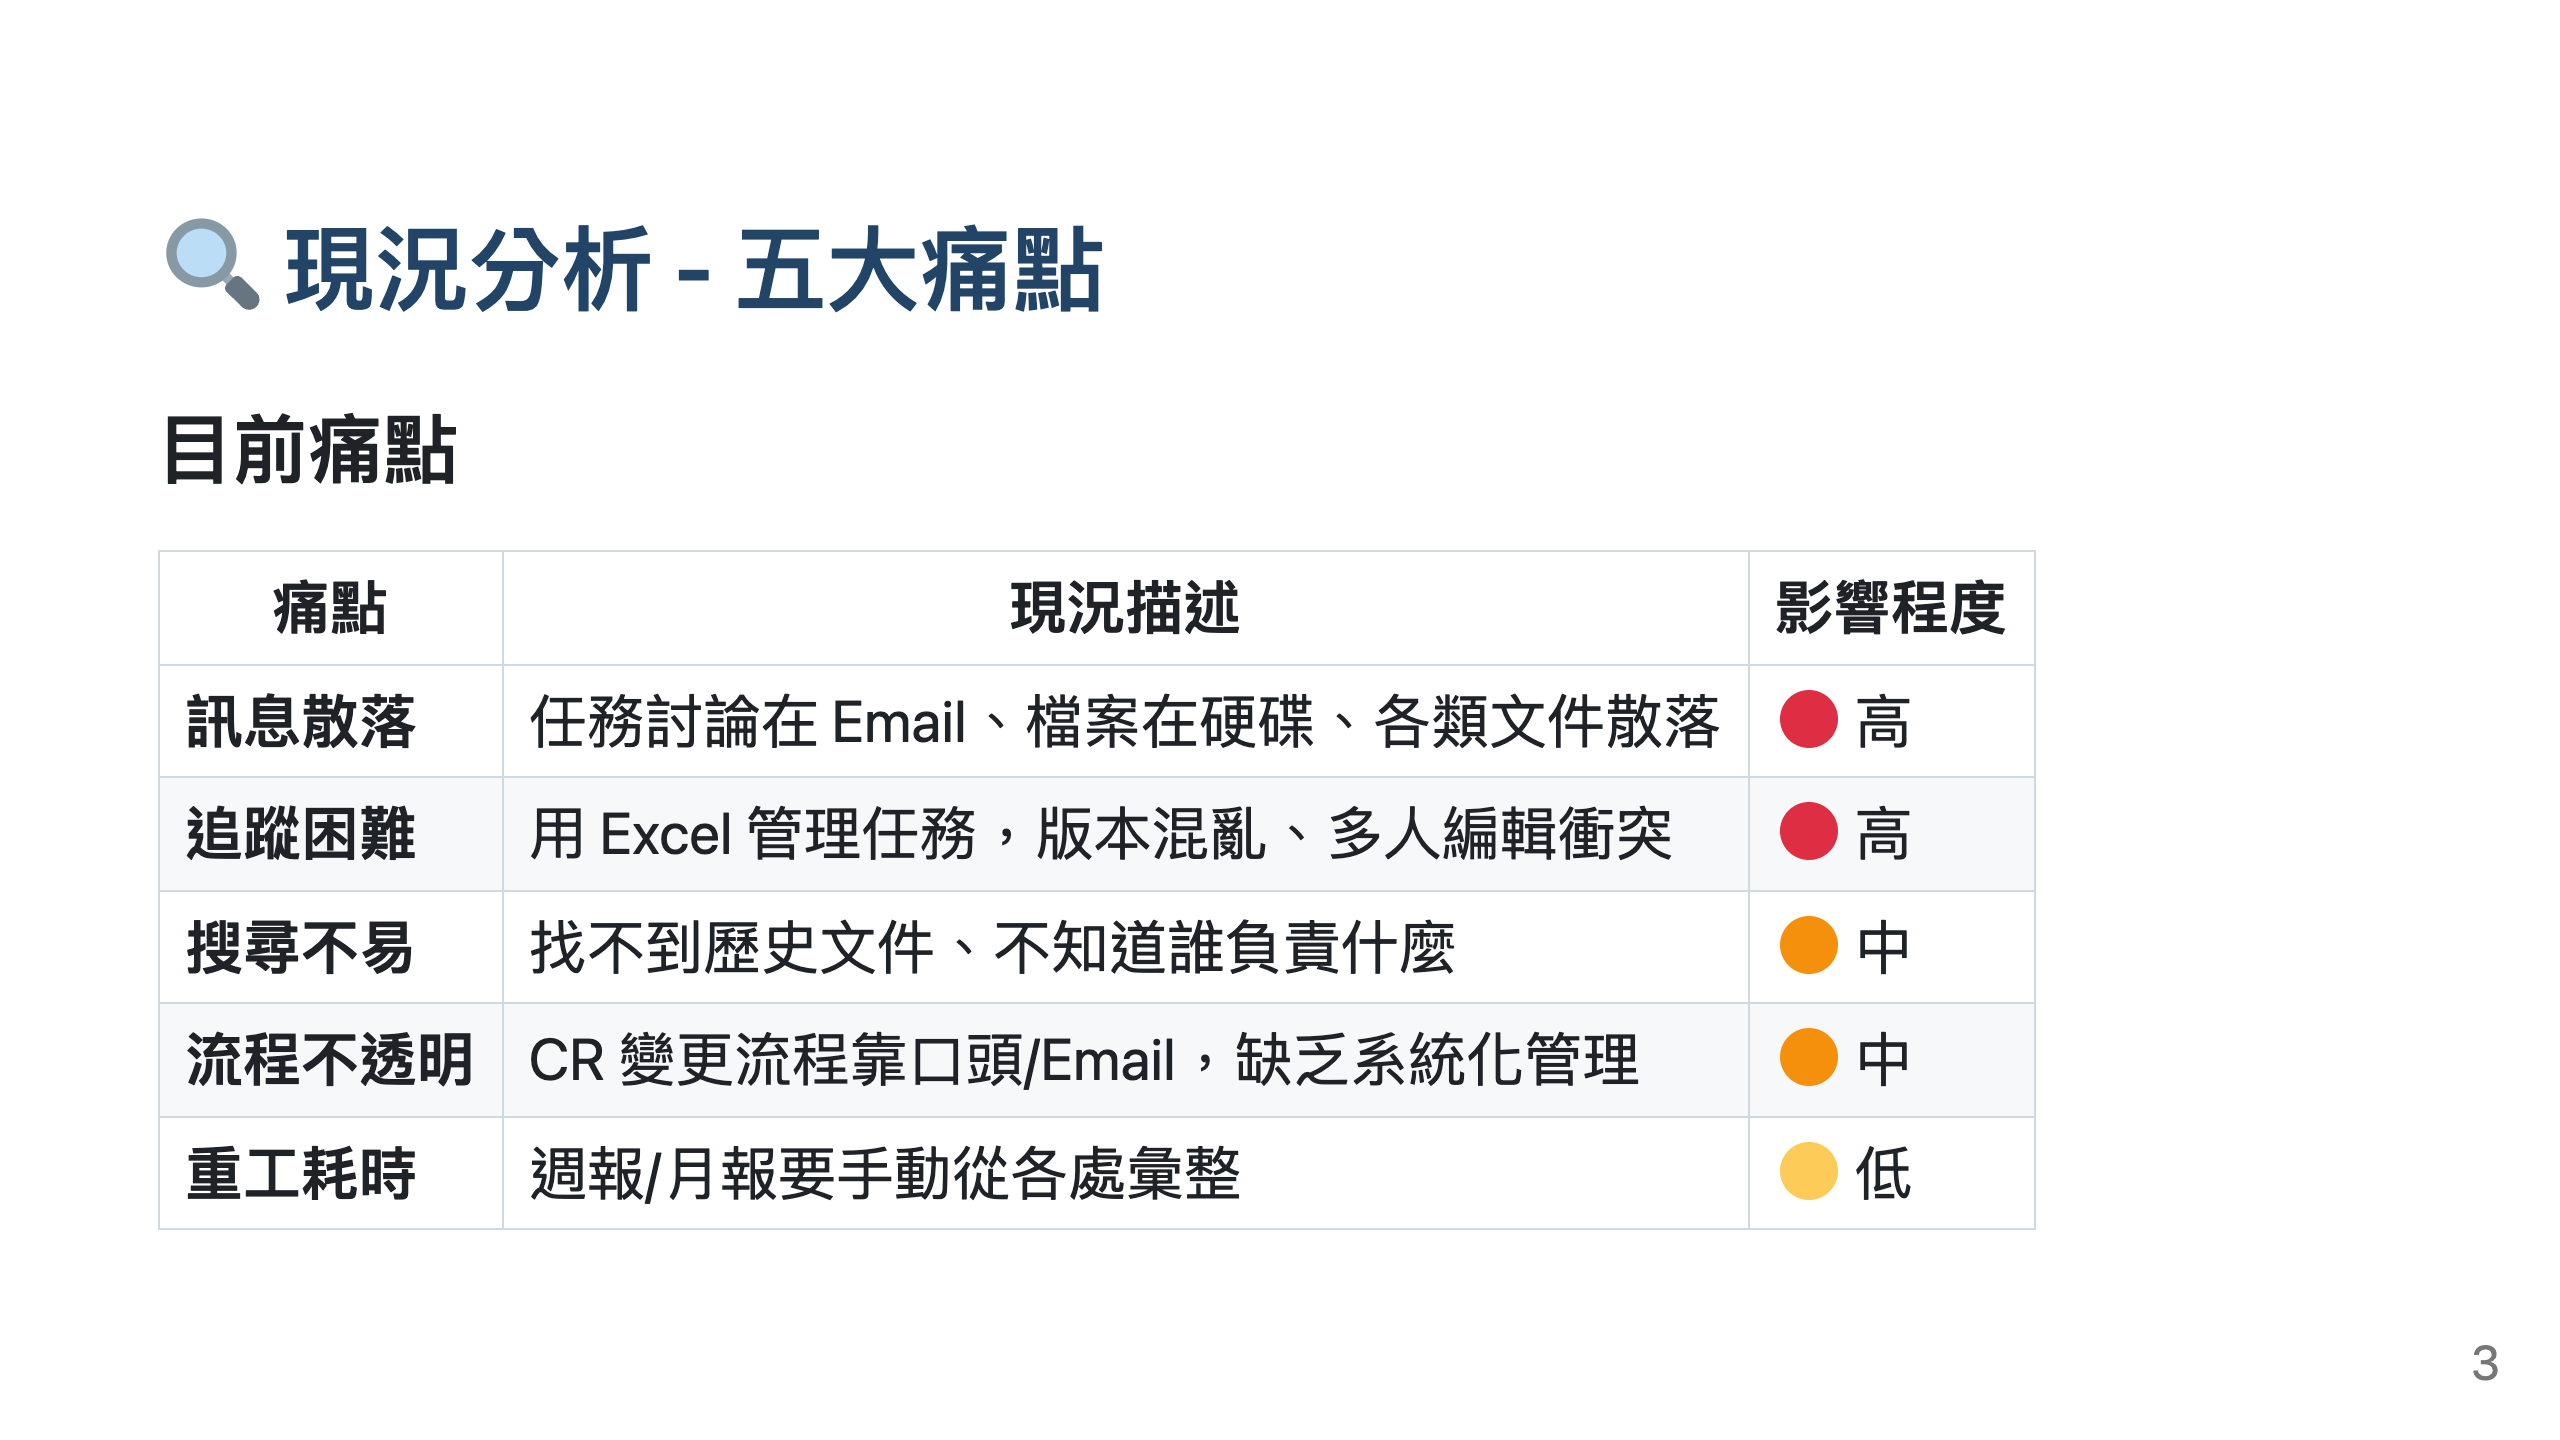 現況分析 - 五大痛點
目前痛點
痛點 現況描述 影響程度
訊息散落 任務討論在 Email、檔案在硬碟、各類文件散落 高
追蹤困難 用 Excel 管理任務，版本混亂、多人編輯衝突 高
搜尋不易 找不到歷史文件、不知道誰負責什麼 中
流程不透明 CR 變更流程靠口頭/Email，缺乏系統化管理 中
重工耗時 週報/月報要手動從各處彙整 低
3